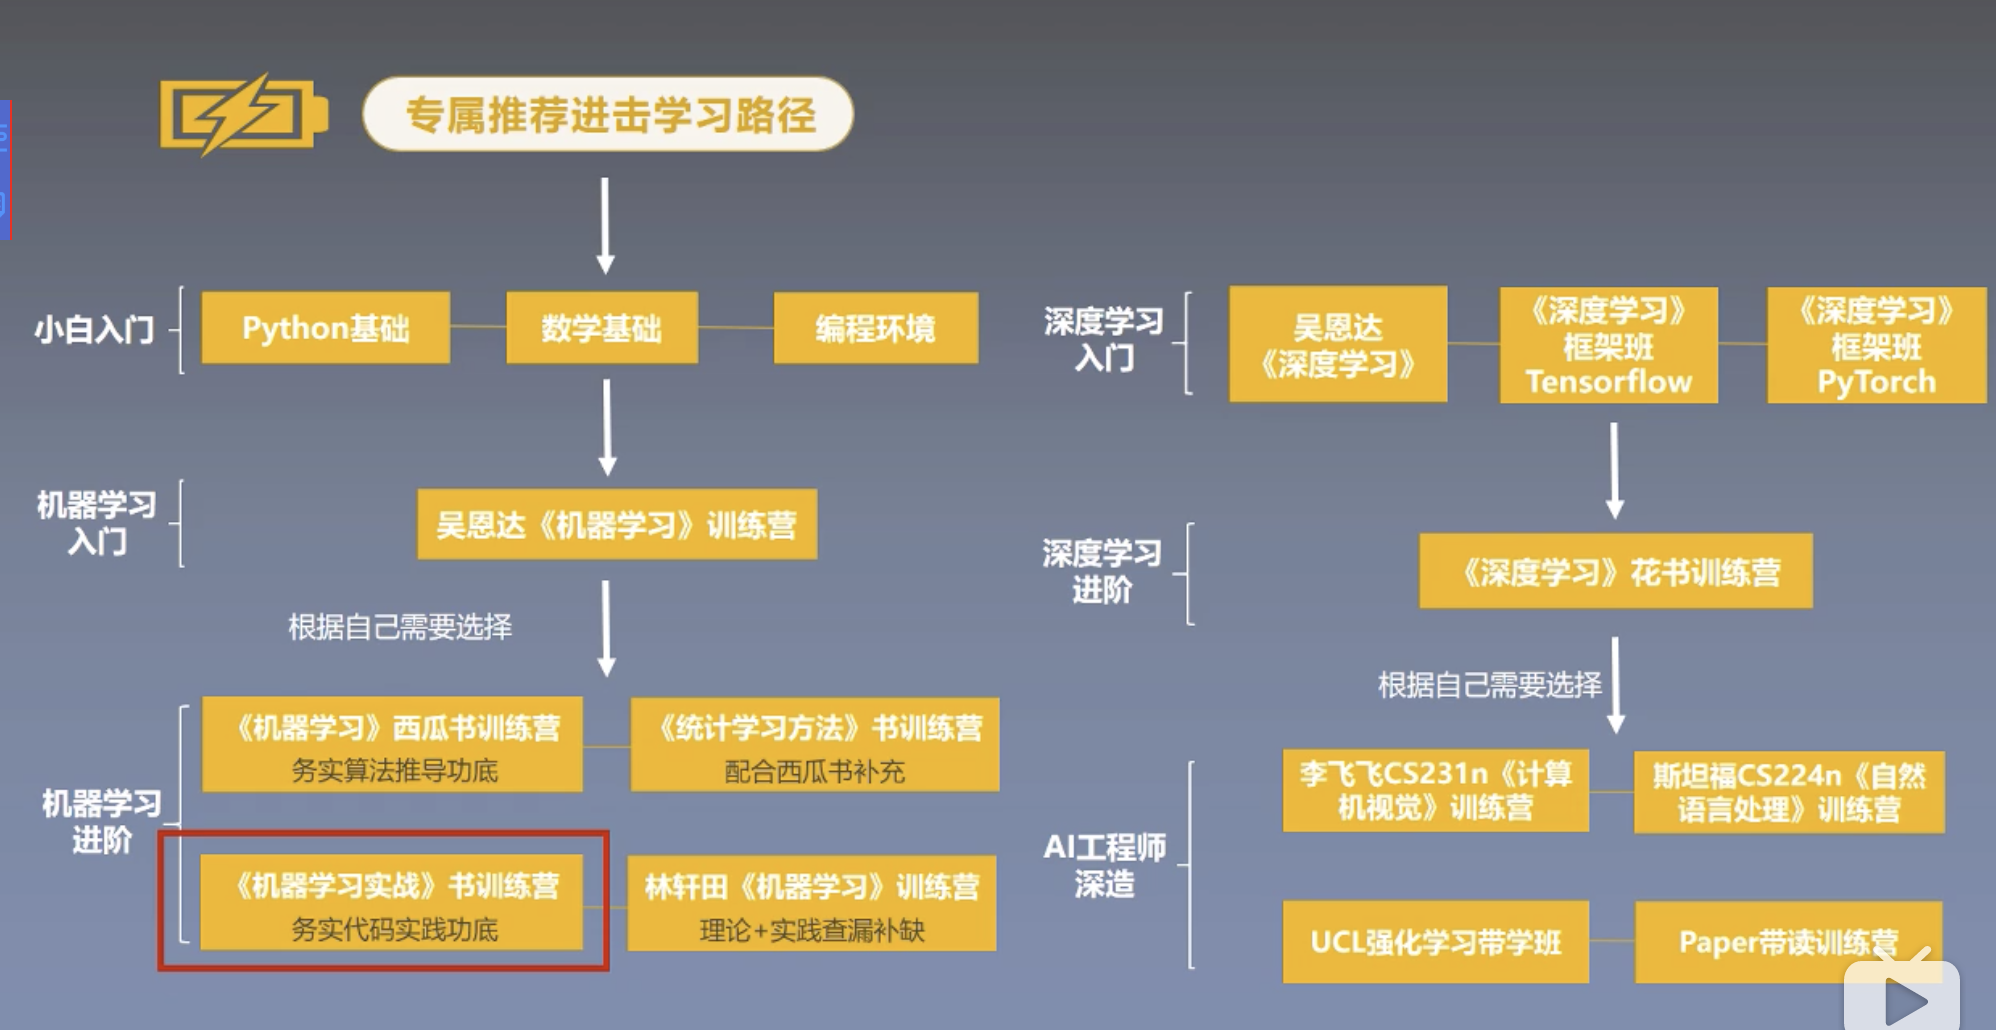 专属推荐进击学习路径
小白入门
Python基础
数学基础
编程环境
机器学习
入门
吴恩达《机器学习》训练营
根据自己需要选择
机器学习
进阶
《机器学习》西瓜书训练营
务实算法推导功底
《统计学习方法》书训练营
配合西瓜书补充
《机器学习实战》书训练营
务实代码实践功底
林轩田《机器学习》训练营
理论+实践查漏补缺
深度学习
入门
吴恩达
《深度学习》
《深度学习》
框架班
Tensorflow
《深度学习》
框架班
PyTorch
深度学习
进阶
《深度学习》花书训练营
根据自己需要选择
AI工程师
深造
李飞飞CS231n《计算
机视觉》训练营
斯坦福CS224n《自然
语言处理》训练营
UCL强化学习带学班
Paper带读训练营